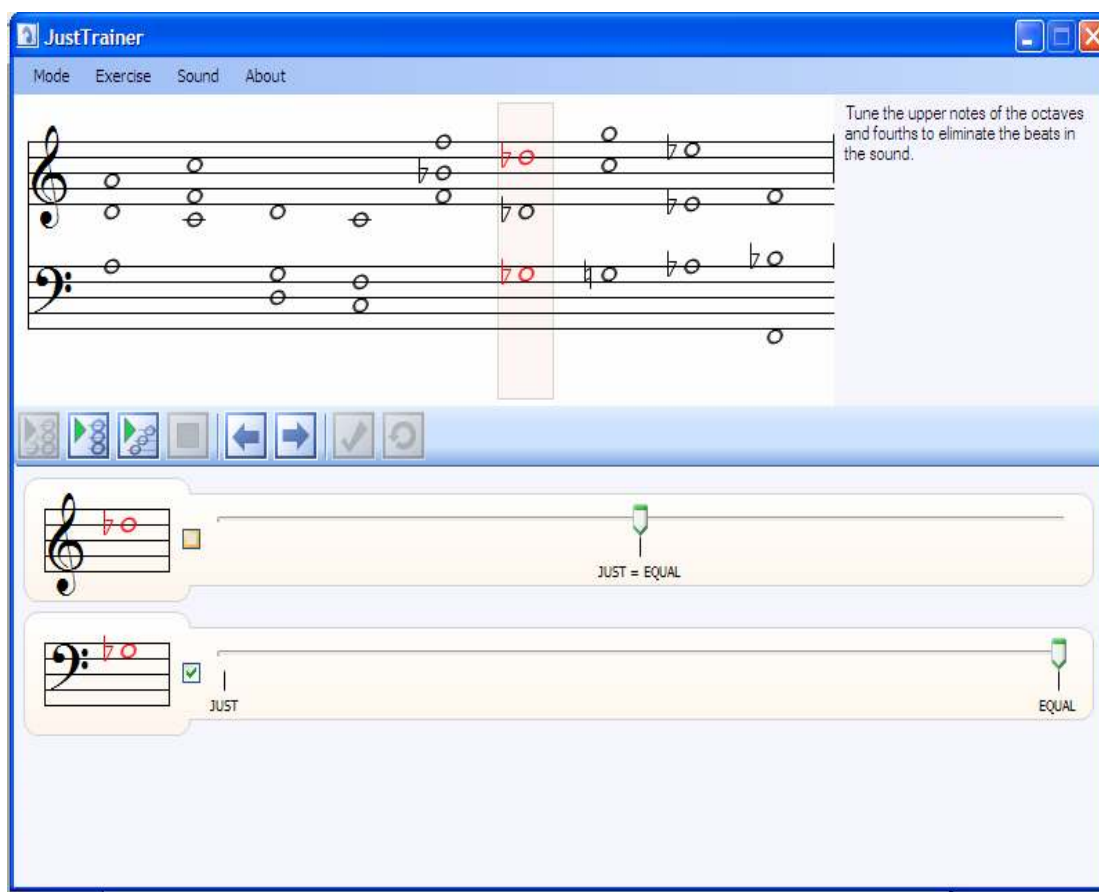 JustTrainer
Mode Exercise Sound About
Tune the upper notes of the octaves
and fourths to eliminate the beats in
the sound.
JUST = EQUAL
JUST EQUAL